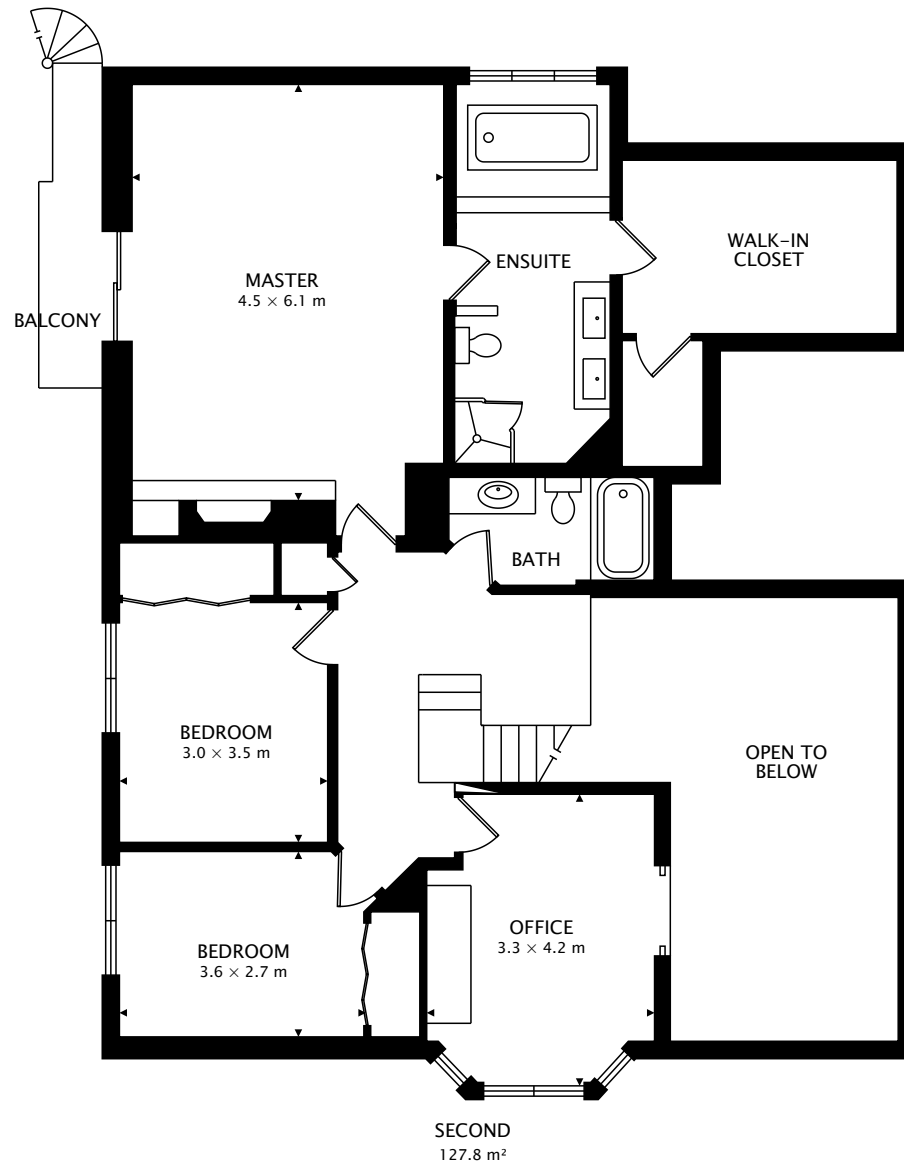 WALK-IN
CLOSET
ENSUITE
MASTER
4.5 × 6.1 m
BALCONY
BATH
BEDROOM
3.0 × 3.5 m
OPEN TO
BELOW
OFFICE
3.3 × 4.2 m
BEDROOM
3.6 × 2.7 m
SECOND
127.8 m²